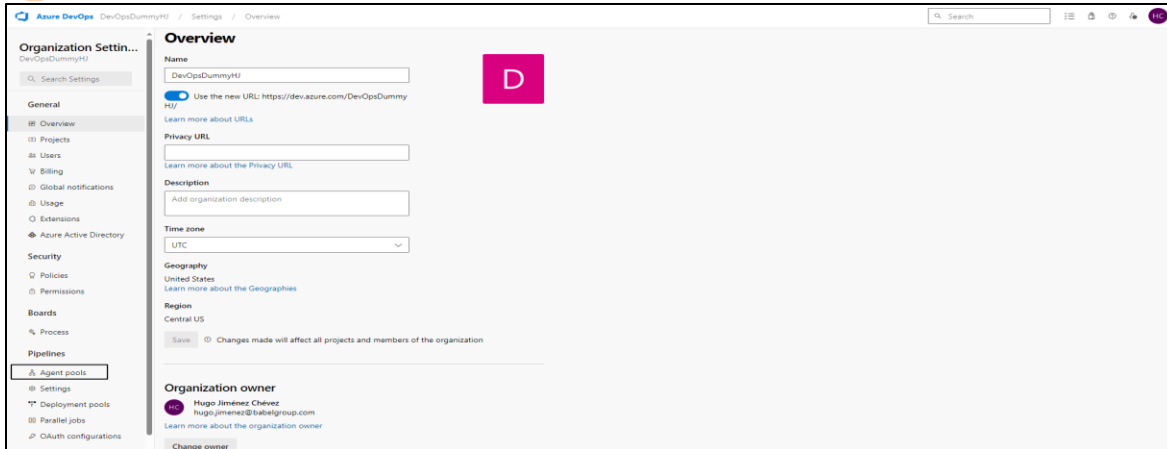 Azure DevOps DevOpsDummyHJ / Settings / Overview
Search
HC
Organization Settin...
DevOpsDummyHJ
Search Settings
General
Overview
Projects
Users
Billing
Global notifications
Usage
Extensions
Azure Active Directory
Security
Policies
Permissions
Boards
Process
Pipelines
Agent pools
Settings
Deployment pools
Parallel jobs
OAuth configurations
Overview
Name
DevOpsDummyHJ
D
Use the new URL: https://dev.azure.com/DevOpsDummy
HJ/
Learn more about URLs
Privacy URL
Learn more about the Privacy URL
Description
Add organization description
Time zone
UTC
Geography
United States
Learn more about the Geographies
Region
Central US
Save Changes made will affect all projects and members of the organization
Organization owner
HC
Hugo Jiménez Chévez
hugo.jimenez@babelgroup.com
Learn more about the organization owner
Change owner